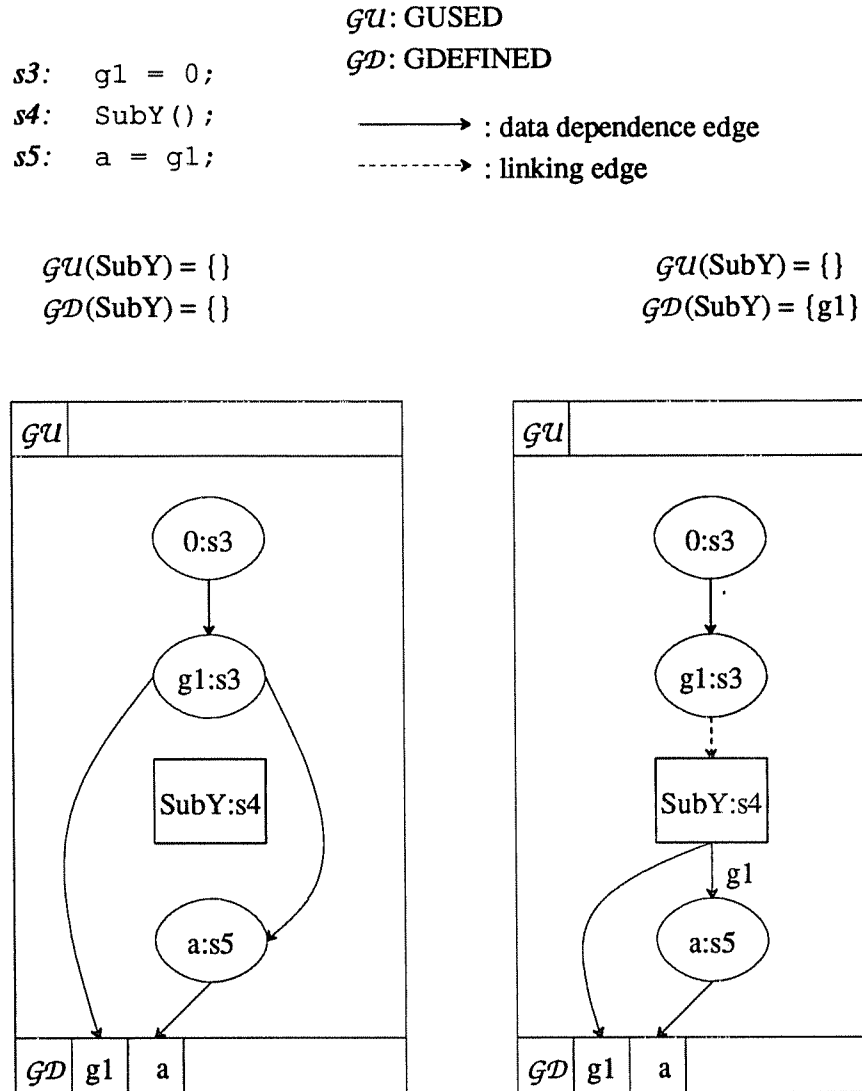 𝒢𝒰: GUSED
𝒢𝒟: GDEFINED
s3: g1 = 0;
s4: SubY();
s5: a = g1;
: data dependence edge
: linking edge
𝒢𝒰(SubY) = {}
𝒢𝒟(SubY) = {}
𝒢𝒰(SubY) = {}
𝒢𝒟(SubY) = {g1}
𝒢𝒰
0:s3
g1:s3
SubY:s4
a:s5
𝒢𝒟 g1 a
𝒢𝒰
0:s3
g1:s3
SubY:s4
g1
a:s5
𝒢𝒟 g1 a